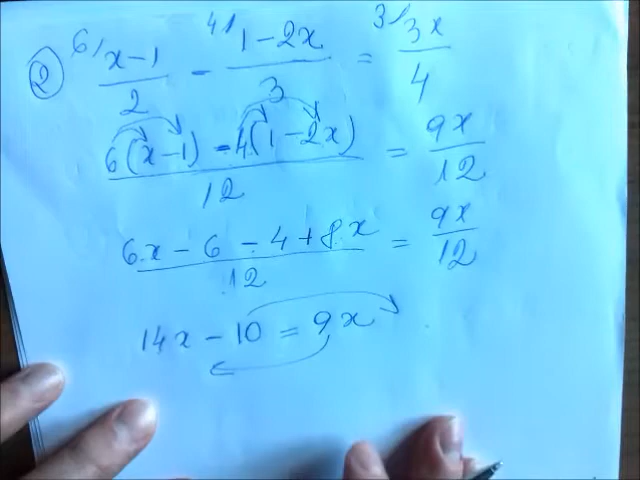 2 6/ x-1/2 - 4/ 1-2x/3 = 3/ 3x/4
6(x-1) - 4(1-2x)/12 = 9x/12
6.x - 6 - 4 + 8x/12 = 9x/12
14x - 10 = 9x